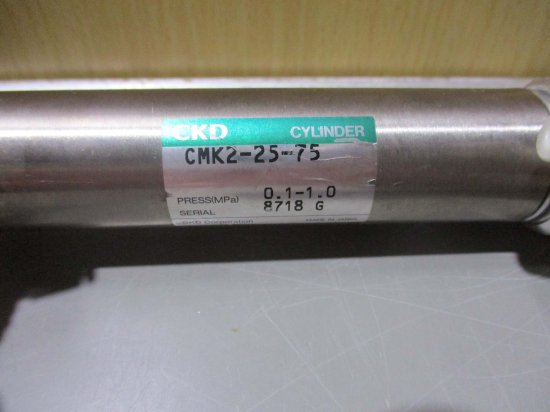 CKD CYLINDER
CMK2-25-75
PRESS(MPa) 0.1-1.0
SERIAL 8718 G
CKD Corporation MADE IN JAPAN